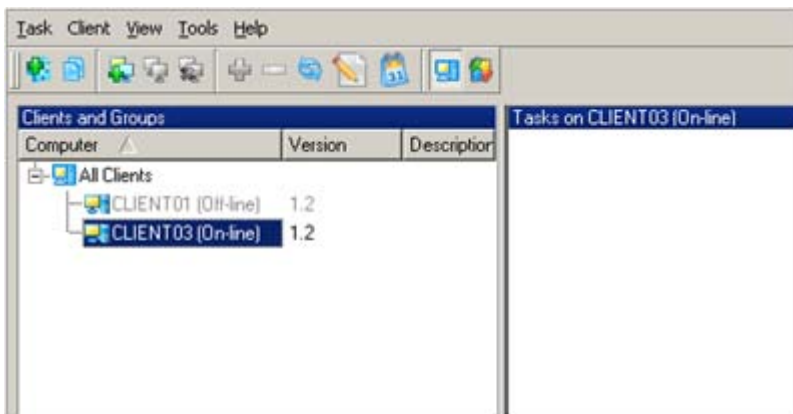 Task Client View Tools Help
31
Clients and Groups
Computer Version Description
All Clients
CLIENT01 (Off-line) 1.2
CLIENT03 (On-line) 1.2
Tasks on CLIENT03 (On-line)